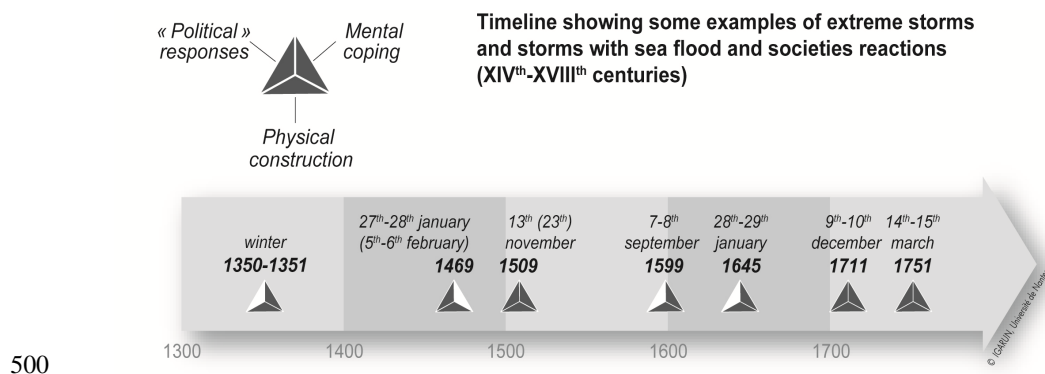 « Political » responses
Mental coping
Physical construction
Timeline showing some examples of extreme storms
and storms with sea flood and societies reactions
(XIVth-XVIIIth centuries)
winter
1350-1351
27th-28th january
(5th-6th february)
1469
13th (23th)
november
1509
7-8th
september
1599
28th-29th
january
1645
9th-10th
december
1711
14th-15th
march
1751
1300 1400 1500 1600 1700
© IGARUN, Université de
500